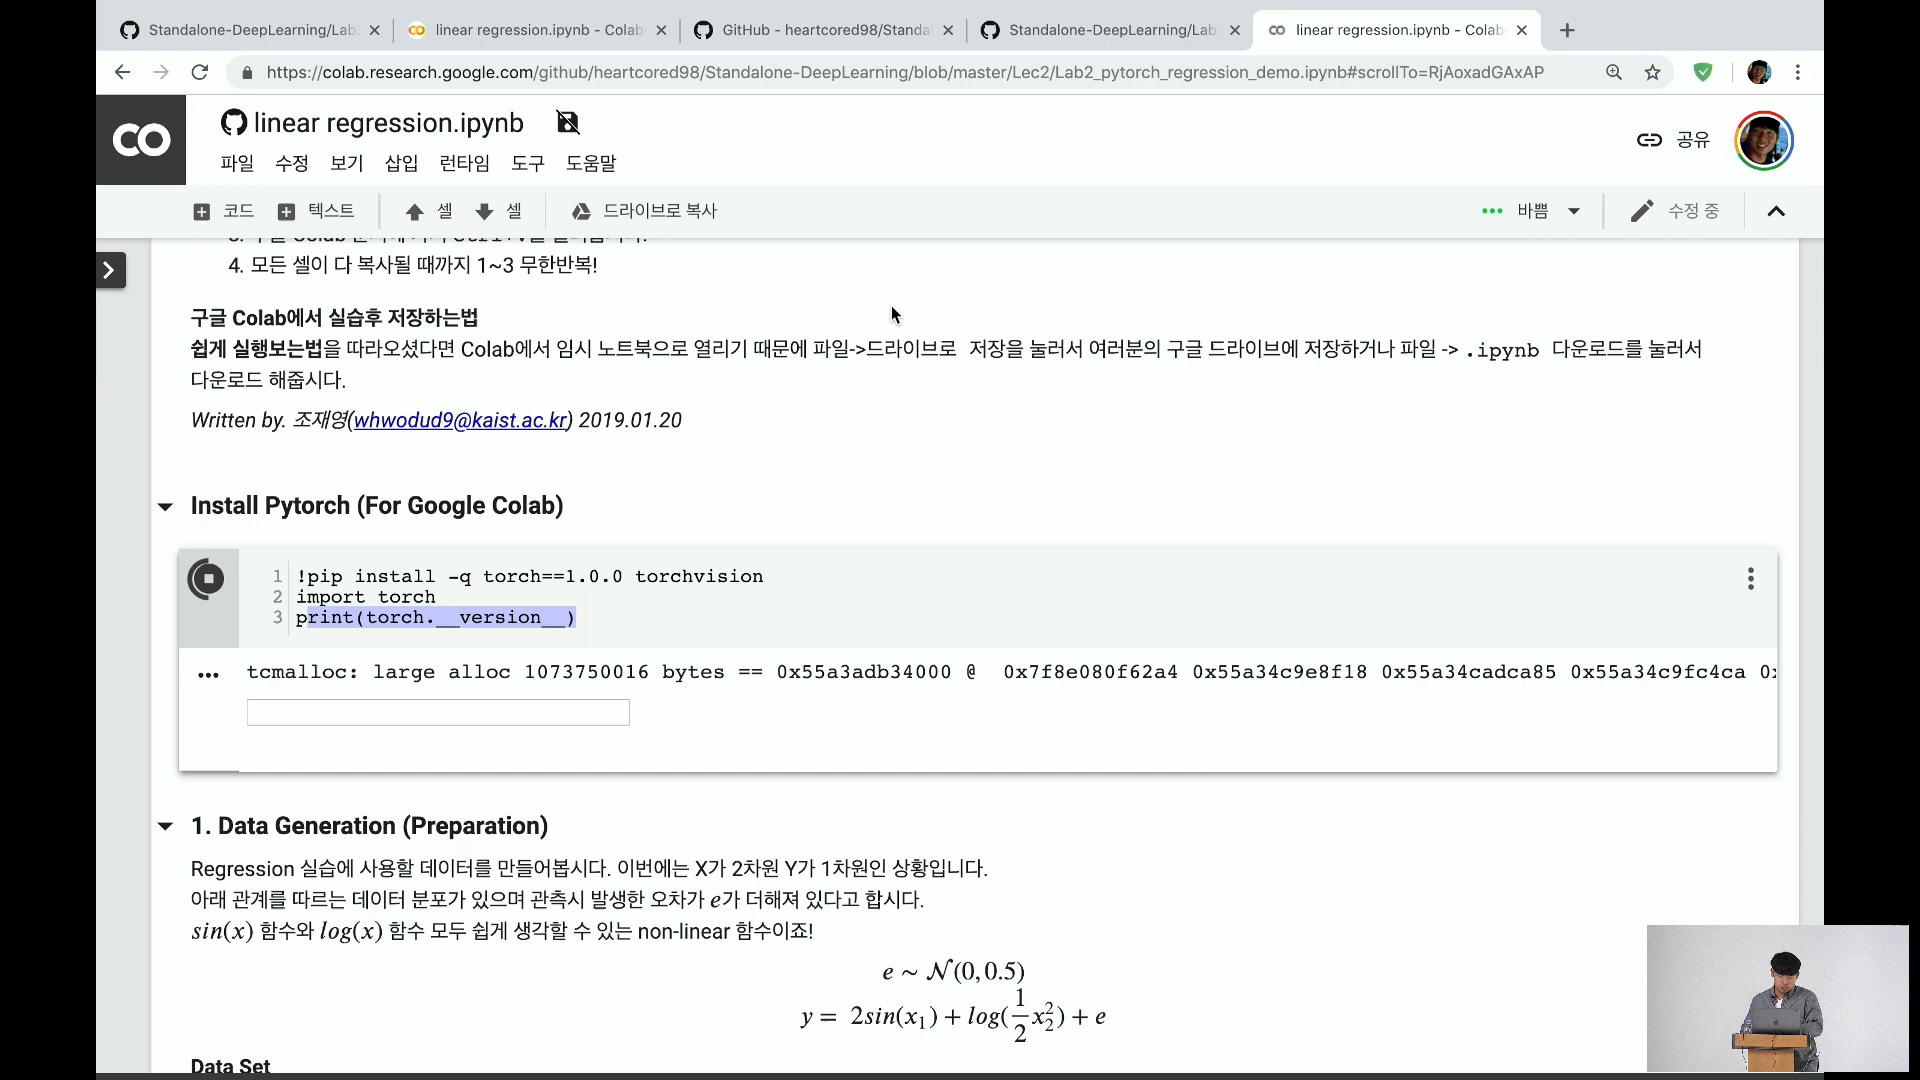 Standalone-DeepLearning/Lab
linear regression.ipynb - Colab
GitHub - heartcored98/Standa
Standalone-DeepLearning/Lab
linear regression.ipynb - Colab
https://colab.research.google.com/github/heartcored98/Standalone-DeepLearning/blob/master/Lec2/Lab2_pytorch_regression_demo.ipynb#scrollTo=RjAoxadGAxAP
CO
linear regression.ipynb
공유
파일 수정 보기 삽입 런타임 도구 도움말
코드 텍스트 셀 셀 드라이브로 복사 바쁨 수정 중
4. 모든 셀이 다 복사될 때까지 1~3 무한반복!
구글 Colab에서 실습후 저장하는법
쉽게 실행보는법을 따라오셨다면 Colab에서 임시 노트북으로 열리기 때문에 파일->드라이브로 저장을 눌러서 여러분의 구글 드라이브에 저장하거나 파일 -> .ipynb 다운로드를 눌러서
다운로드 해줍시다.
Written by. 조재영(whwodud9@kaist.ac.kr) 2019.01.20
Install Pytorch (For Google Colab)
1 !pip install -q torch==1.0.0 torchvision
2 import torch
3 print(torch.__version__)
tcmalloc: large alloc 1073750016 bytes == 0x55a3adb34000 @ 0x7f8e080f62a4 0x55a34c9e8f18 0x55a34cadca85 0x55a34c9fc4ca
1. Data Generation (Preparation)
Regression 실습에 사용할 데이터를 만들어봅시다. 이번에는 X가 2차원 Y가 1차원인 상황입니다.
아래 관계를 따르는 데이터 분포가 있으며 관측시 발생한 오차가 e가 더해져 있다고 합시다.
sin(x) 함수와 log(x) 함수 모두 쉽게 생각할 수 있는 non-linear 함수이죠!
e ~ 𝒩(0, 0.5)
y = 2sin(x₁) + log(½x₂²) + e
Data Set